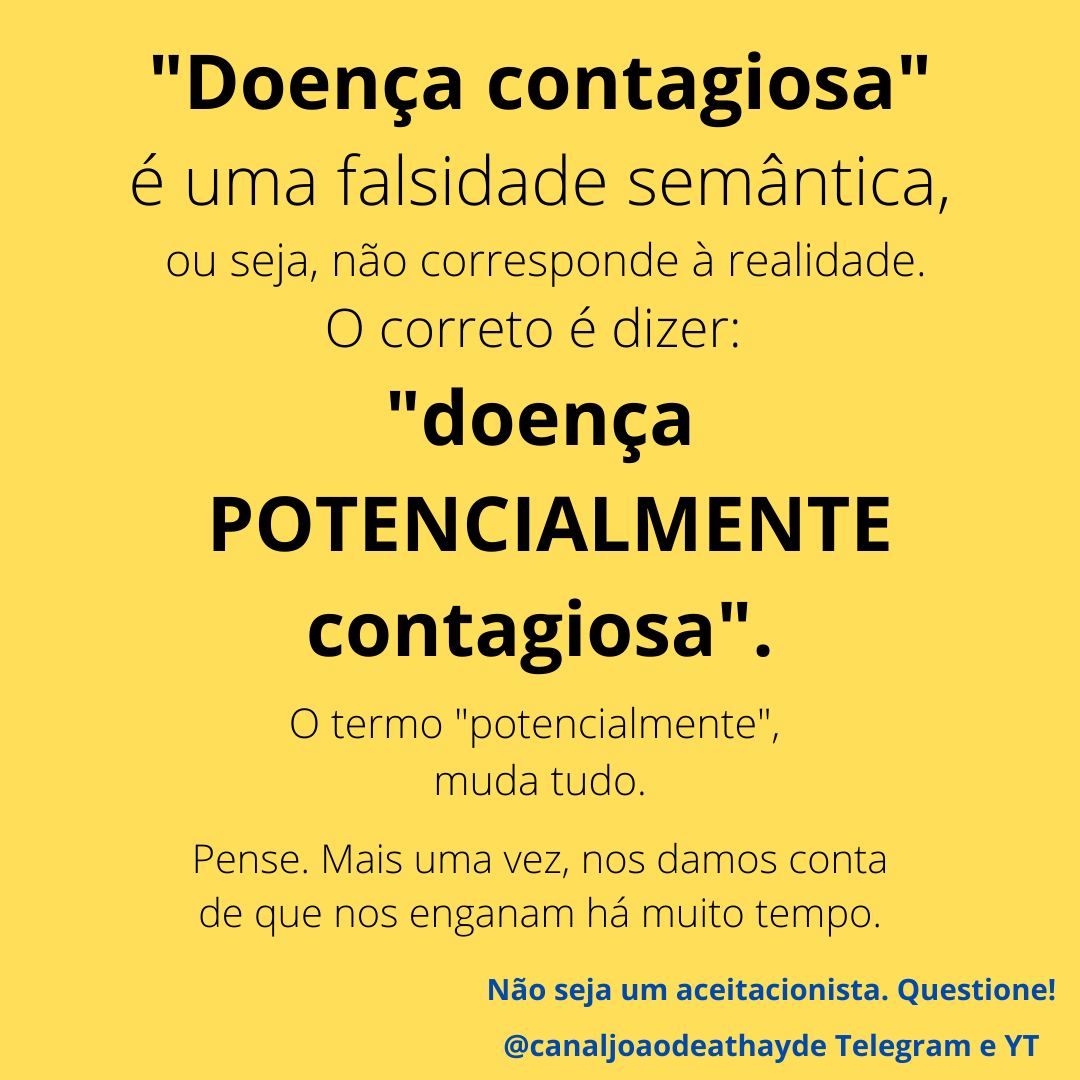 "Doença contagiosa"
é uma falsidade semântica,
ou seja, não corresponde à realidade.
O correto é dizer:
"doença
POTENCIALMENTE
contagiosa".
O termo "potencialmente",
muda tudo.
Pense. Mais uma vez, nos damos conta
de que nos enganam há muito tempo.
Não seja um aceitacionista. Questione!
@canaljoaodeathayde Telegram e YT